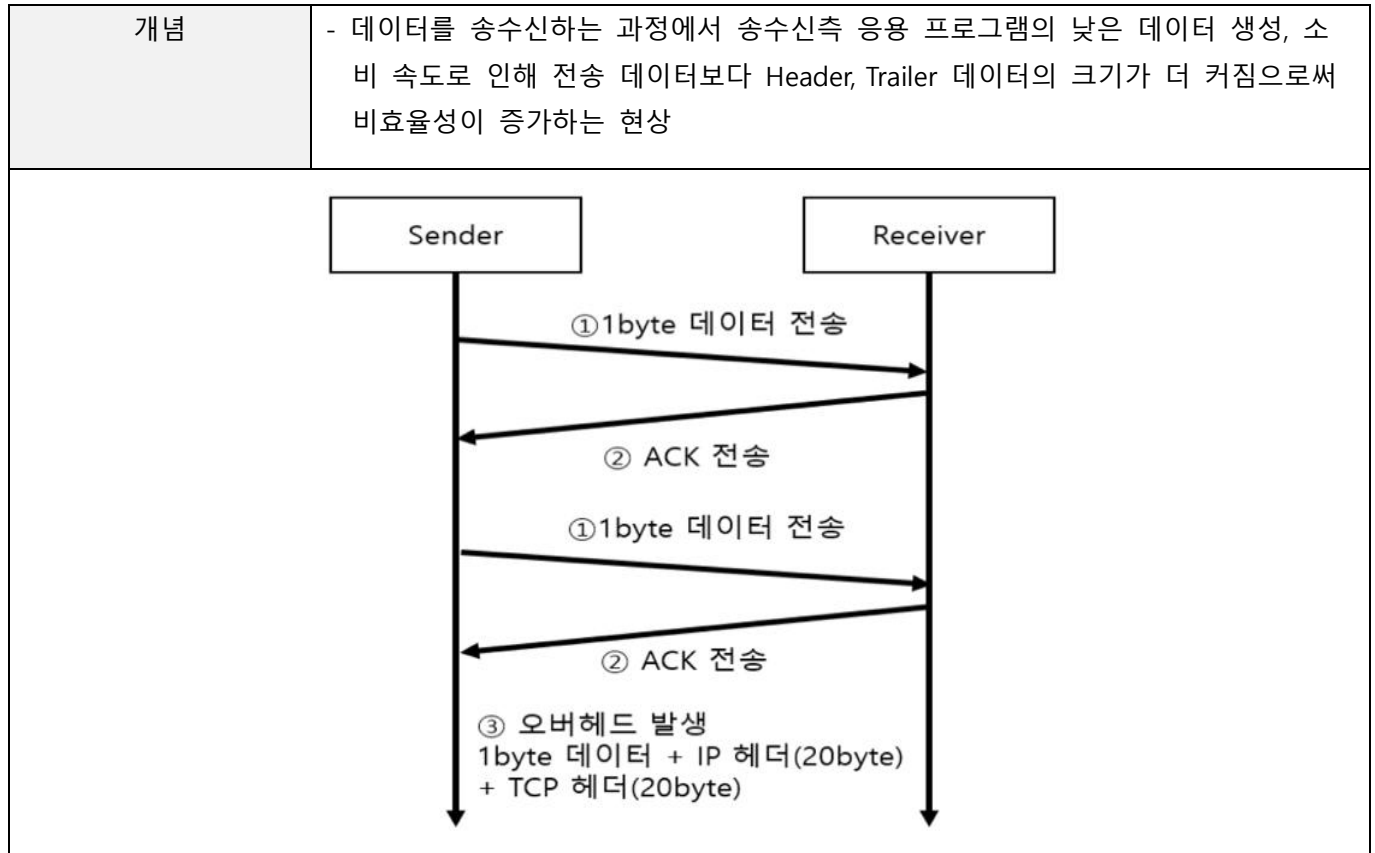 개념
- 데이터를 송수신하는 과정에서 송수신측 응용 프로그램의 낮은 데이터 생성, 소
비 속도로 인해 전송 데이터보다 Header, Trailer 데이터의 크기가 더 커짐으로써
비효율성이 증가하는 현상
Sender
Receiver
①1byte 데이터 전송
② ACK 전송
①1byte 데이터 전송
② ACK 전송
③ 오버헤드 발생
1byte 데이터 + IP 헤더(20byte)
+ TCP 헤더(20byte)